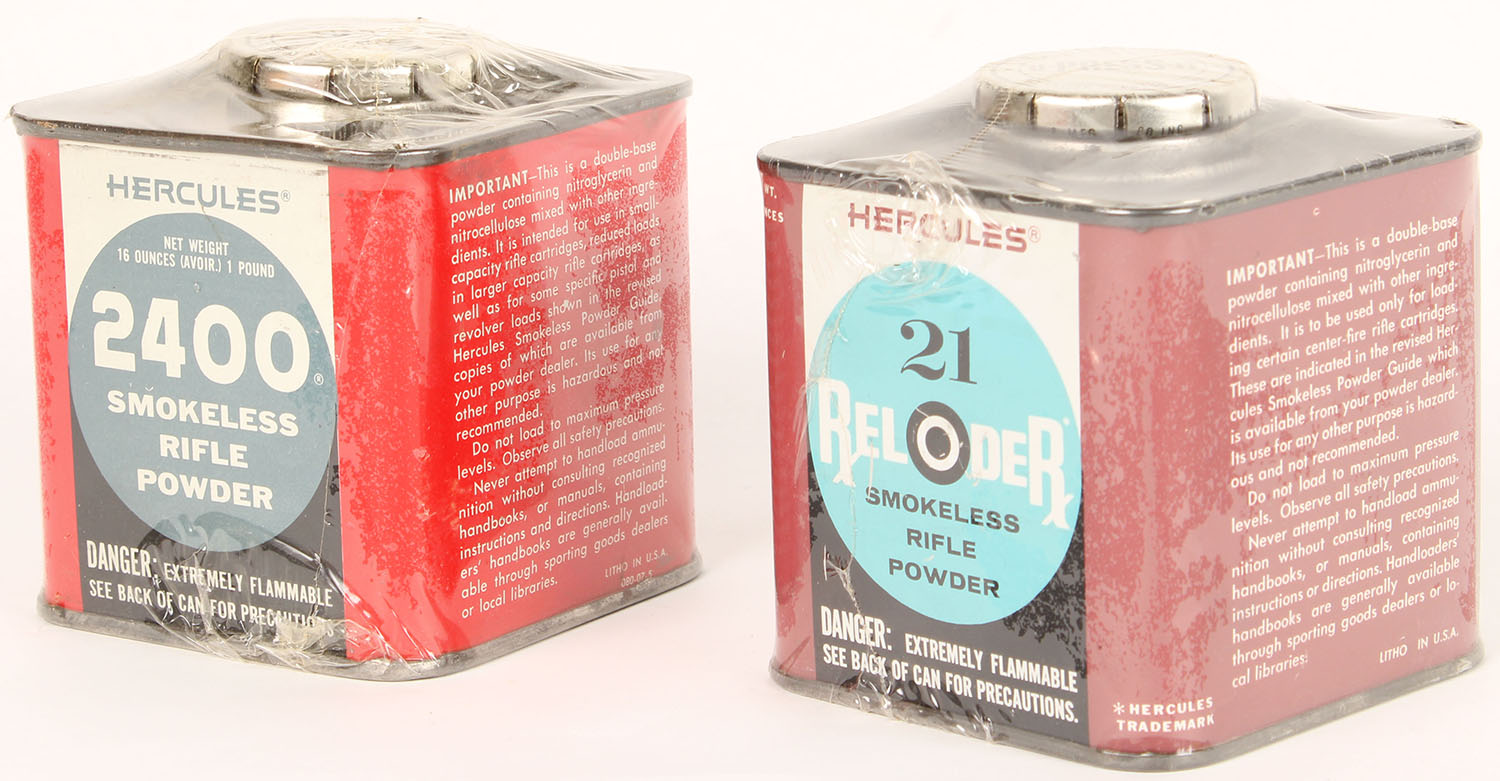 HERCULES®
NET WEIGHT
16 OUNCES (AVOIR.) 1 POUND
2400®
SMOKELESS
RIFLE
POWDER
DANGER: EXTREMELY FLAMMABLE
SEE BACK OF CAN FOR PRECAUTIONS
IMPORTANT—This is a double-base
powder containing nitroglycerin and
nitrocellulose mixed with other ingre-
dients. It is intended for use in small-
capacity rifle cartridges, reduced loads
in larger capacity rifle cartridges, as
well as for some specific pistol and
revolver loads shown in the revised
Hercules Smokeless Powder Guide,
copies of which are available from
your powder dealer. Its use for any
other purpose is hazardous and not
recommended.
Do not load to maximum pressure
levels. Observe all safety precautions.
Never attempt to handload ammu-
nition without consulting recognized
handbooks, or manuals, containing
instructions and directions. Handload-
ers' handbooks are generally avail-
able through sporting goods dealers
or local libraries.
LITHO IN U.S.A.
WT.
NCES
CO. INC.
HERCULES®
21
RELODER®
SMOKELESS
RIFLE
POWDER
DANGER: EXTREMELY FLAMMABLE
SEE BACK OF CAN FOR PRECAUTIONS.
IMPORTANT—This is a double-base
powder containing nitroglycerin and
nitrocellulose mixed with other ingre-
dients. It is to be used only for load-
ing certain center-fire rifle cartridges.
These are indicated in the revised Her-
cules Smokeless Powder Guide which
is available from your powder dealer.
Its use for any other purpose is hazard-
ous and not recommended.
Do not load to maximum pressure
levels. Observe all safety precautions.
Never attempt to handload ammu-
nition without consulting recognized
handbooks, or manuals, containing
instructions or directions. Handloaders
handbooks are generally available
through sporting goods dealers or lo-
cal libraries.
LITHO IN U.S.A.
*HERCULES
TRADEMARK